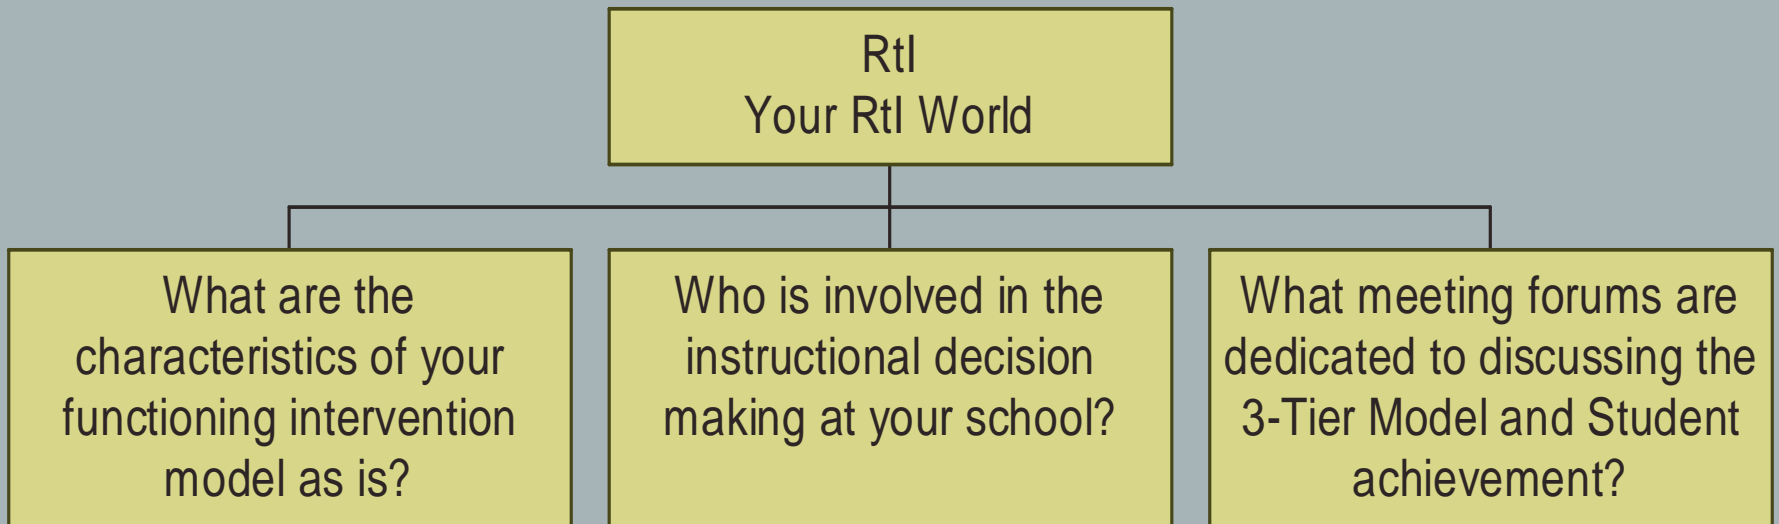 RtI
Your RtI World
What are the
characteristics of your
functioning intervention
model as is?
Who is involved in the
instructional decision
making at your school?
What meeting forums are
dedicated to discussing the
3-Tier Model and Student
achievement?